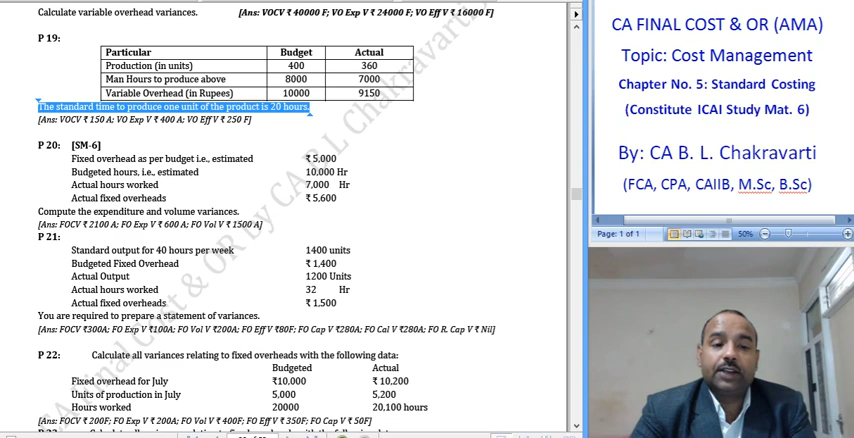 Calculate variable overhead variances. [Ans: VOCV ₹ 40000 F; VO Exp V ₹ 24000 F; VO Eff V ₹ 16000 F]
P 19:
Particular Budget Actual
Production (in units) 400 360
Man Hours to produce above 8000 7000
Variable Overhead (in Rupees) 10000 9150
The standard time to produce one unit of the product is 20 hours.
[Ans: VOCV ₹ 150 A; VO Exp V ₹ 400 A; VO Eff V ₹ 250 F]
P 20: [SM-6]
Fixed overhead as per budget i.e., estimated ₹ 5,000
Budgeted hours, i.e., estimated 10,000 Hr
Actual hours worked 7,000 Hr
Actual fixed overheads ₹ 5,600
Compute the expenditure and volume variances.
[Ans: FOCV ₹ 2100 A; FO Exp V ₹ 600 A; FO Vol V ₹ 1500 A]
P 21:
Standard output for 40 hours per week 1400 units
Budgeted Fixed Overhead ₹ 1,400
Actual Output 1200 Units
Actual hours worked 32 Hr
Actual fixed overheads ₹ 1,500
You are required to prepare a statement of variances.
[Ans: FOCV ₹300A; FO Exp V ₹100A; FO Vol V ₹200A; FO Eff V ₹80F; FO Cap V ₹280A; FO Cal V ₹280A; FO R. Cap V ₹ Nil]
P 22: Calculate all variances relating to fixed overheads with the following data:
Budgeted Actual
Fixed overhead for July ₹10,000 ₹ 10,200
Units of production in July 5,000 5,200
Hours worked 20000 20,100 hours
[Ans: FOCV ₹ 200F; FO Exp V ₹ 200A; FO Vol V ₹ 400F; FO Eff V ₹ 350F; FO Cap V ₹ 50F]
CA Final Cost & OR by CA B L Chakravarti
CA FINAL COST & OR (AMA)
Topic: Cost Management
Chapter No. 5: Standard Costing
(Constitute ICAI Study Mat. 6)
By: CA B. L. Chakravarti
(FCA, CPA, CAIIB, M.Sc, B.Sc)
Page: 1 of 1 50%